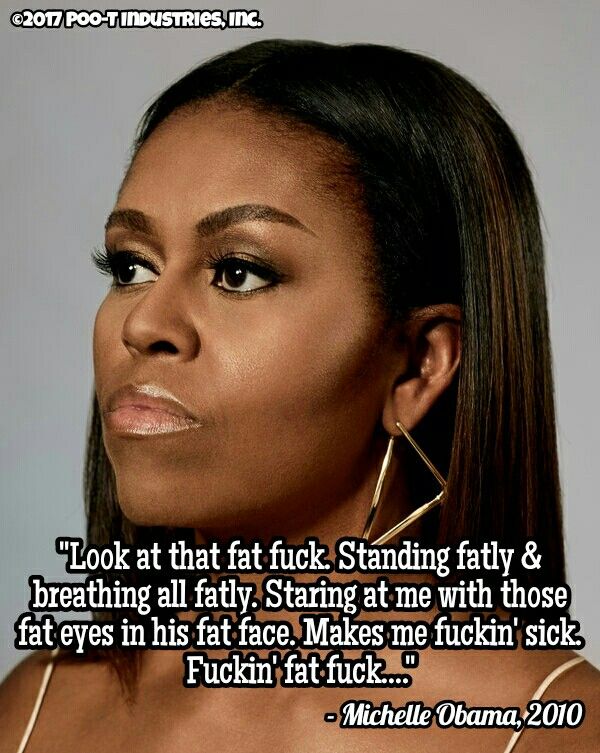 ©2017 Poo-T Industries, Inc.
"Look at that fat fuck. Standing fatly &
breathing all fatly. Staring at me with those
fat eyes in his fat face. Makes me fuckin' sick.
Fuckin' fat fuck...."
- Michelle Obama, 2010